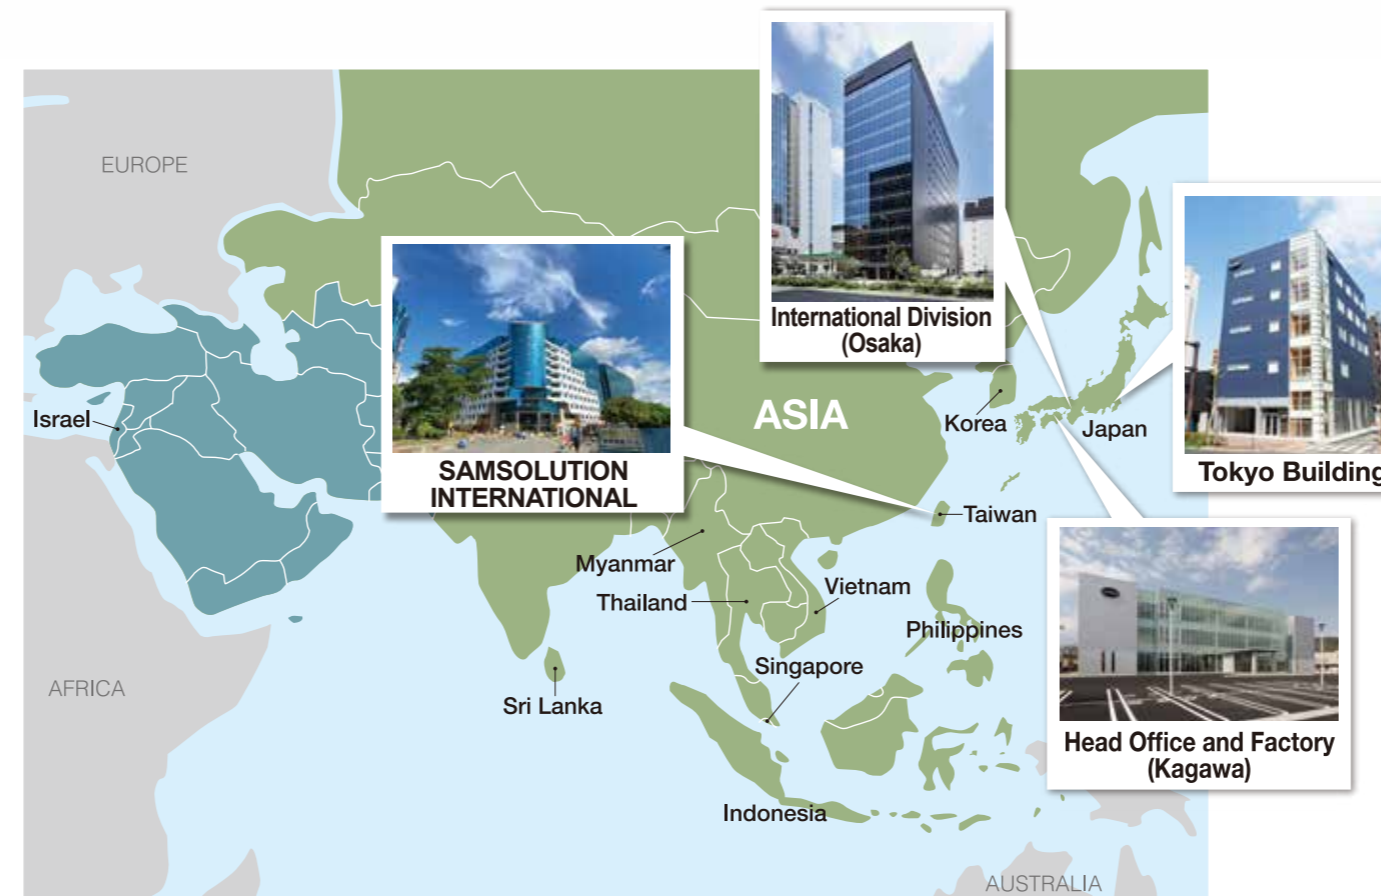 EUROPE
International Division
(Osaka)
Israel
ASIA
Korea
Japan
SAMSOLUTION
INTERNATIONAL
Tokyo Building
Taiwan
Myanmar
Thailand
Vietnam
Philippines
Singapore
AFRICA
Sri Lanka
Head Office and Factory
(Kagawa)
Indonesia
AUSTRALIA